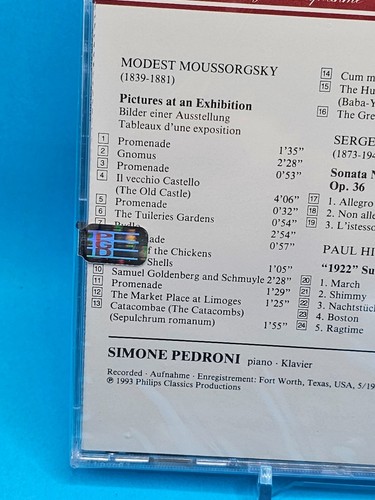 MODEST MOUSSORGSKY
(1839-1881)
Pictures at an Exhibition
Bilder einer Ausstellung
Tableaux d'une exposition
1 Promenade 1'35"
2 Gnomus 2'28"
3 Promenade 0'53"
4 Il vecchio Castello
(The Old Castle) 4'06"
5 Promenade 0'32"
6 The Tuileries Gardens 0'54"
7
2'54"
of the Chickens 0'57"
Shells 1'05"
10 Samuel Goldenberg and Schmuyle 2'28"
11 Promenade 1'29"
12 The Market Place at Limoges 1'25"
13 Catacombae (The Catacombs)
(Sepulchrum romanum) 1'55"
14 Cum m
15 The Hu
(Baba-Y
16 The Gre
SERGE
(1873-194
Sonata N
Op. 36
17 1. Allegro
18 2. Non alle
19 3. L'istess
PAUL HI
"1922" Su
20 1. March
21 2. Shimmy
22 3. Nachtstück
23 4. Boston
24 5. Ragtime
SIMONE PEDRONI piano · Klavier
Recorded · Aufnahme · Enregistrement: Fort Worth, Texas, USA, 5/19
℗ 1993 Philips Classics Productions